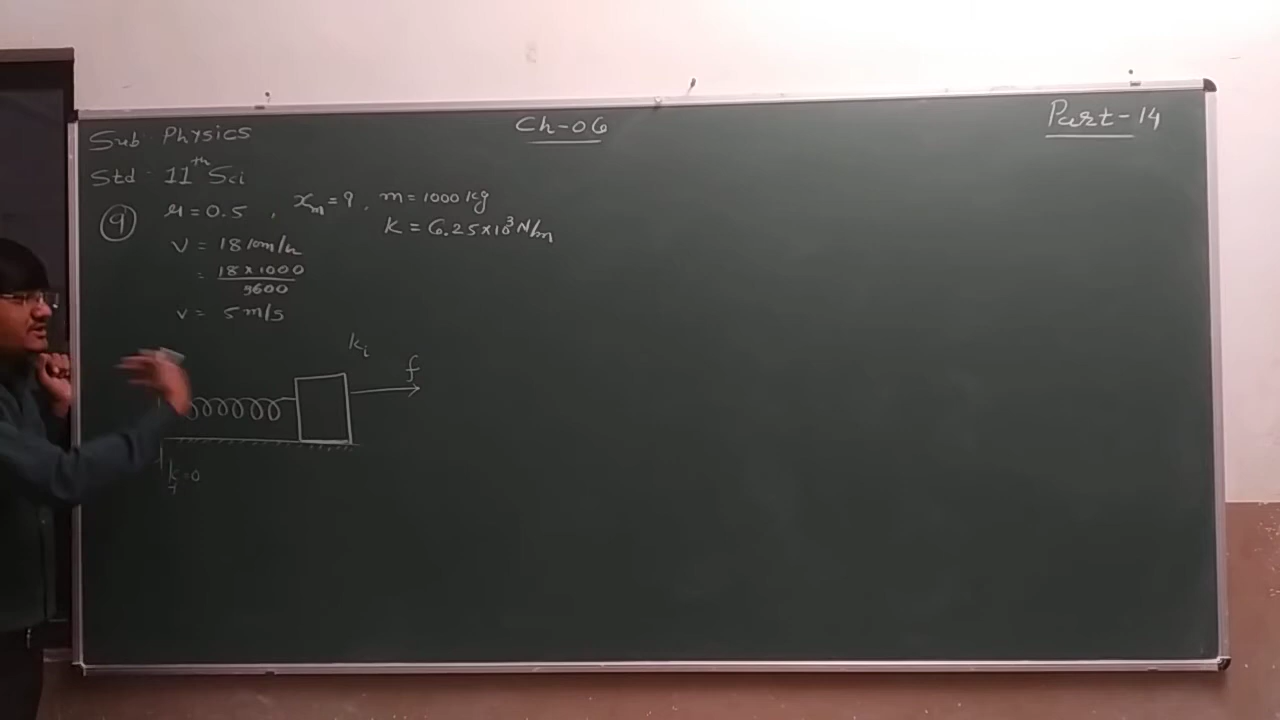 Sub: Physics
Ch-06
Part-14
Std: 11th Sci
9 μ=0.5, xm=?, m=1000 kg
K=6.25×10³ N/m
V = 18 km/h
= 18×1000
3600
v = 5 m/s
ki
f
kf=0